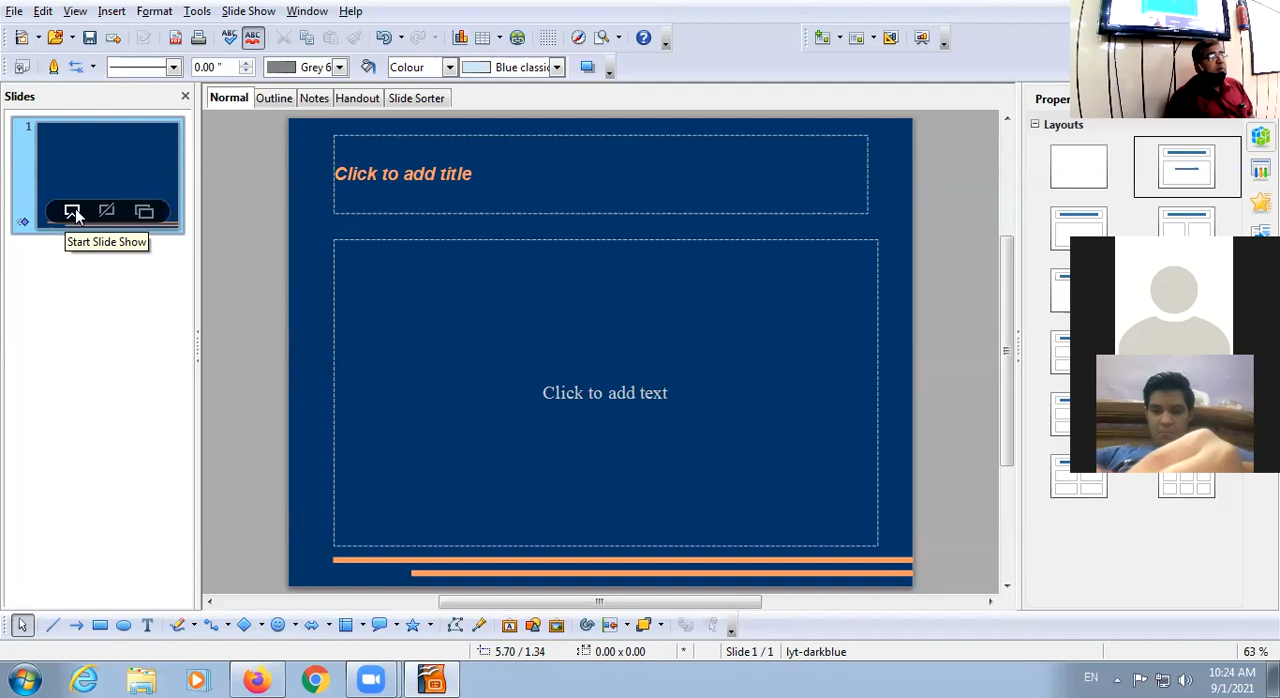 File Edit View Insert Format Tools Slide Show Window Help
0.00 " Grey 6 Colour Blue classic
Slides
Normal Outline Notes Handout Slide Sorter
Layouts
1
Start Slide Show
Click to add title
Click to add text
5.70 / 1.34 0.00 x 0.00 * Slide 1 / 1 lyt-darkblue 63 %
EN
10:24 AM
9/1/2021